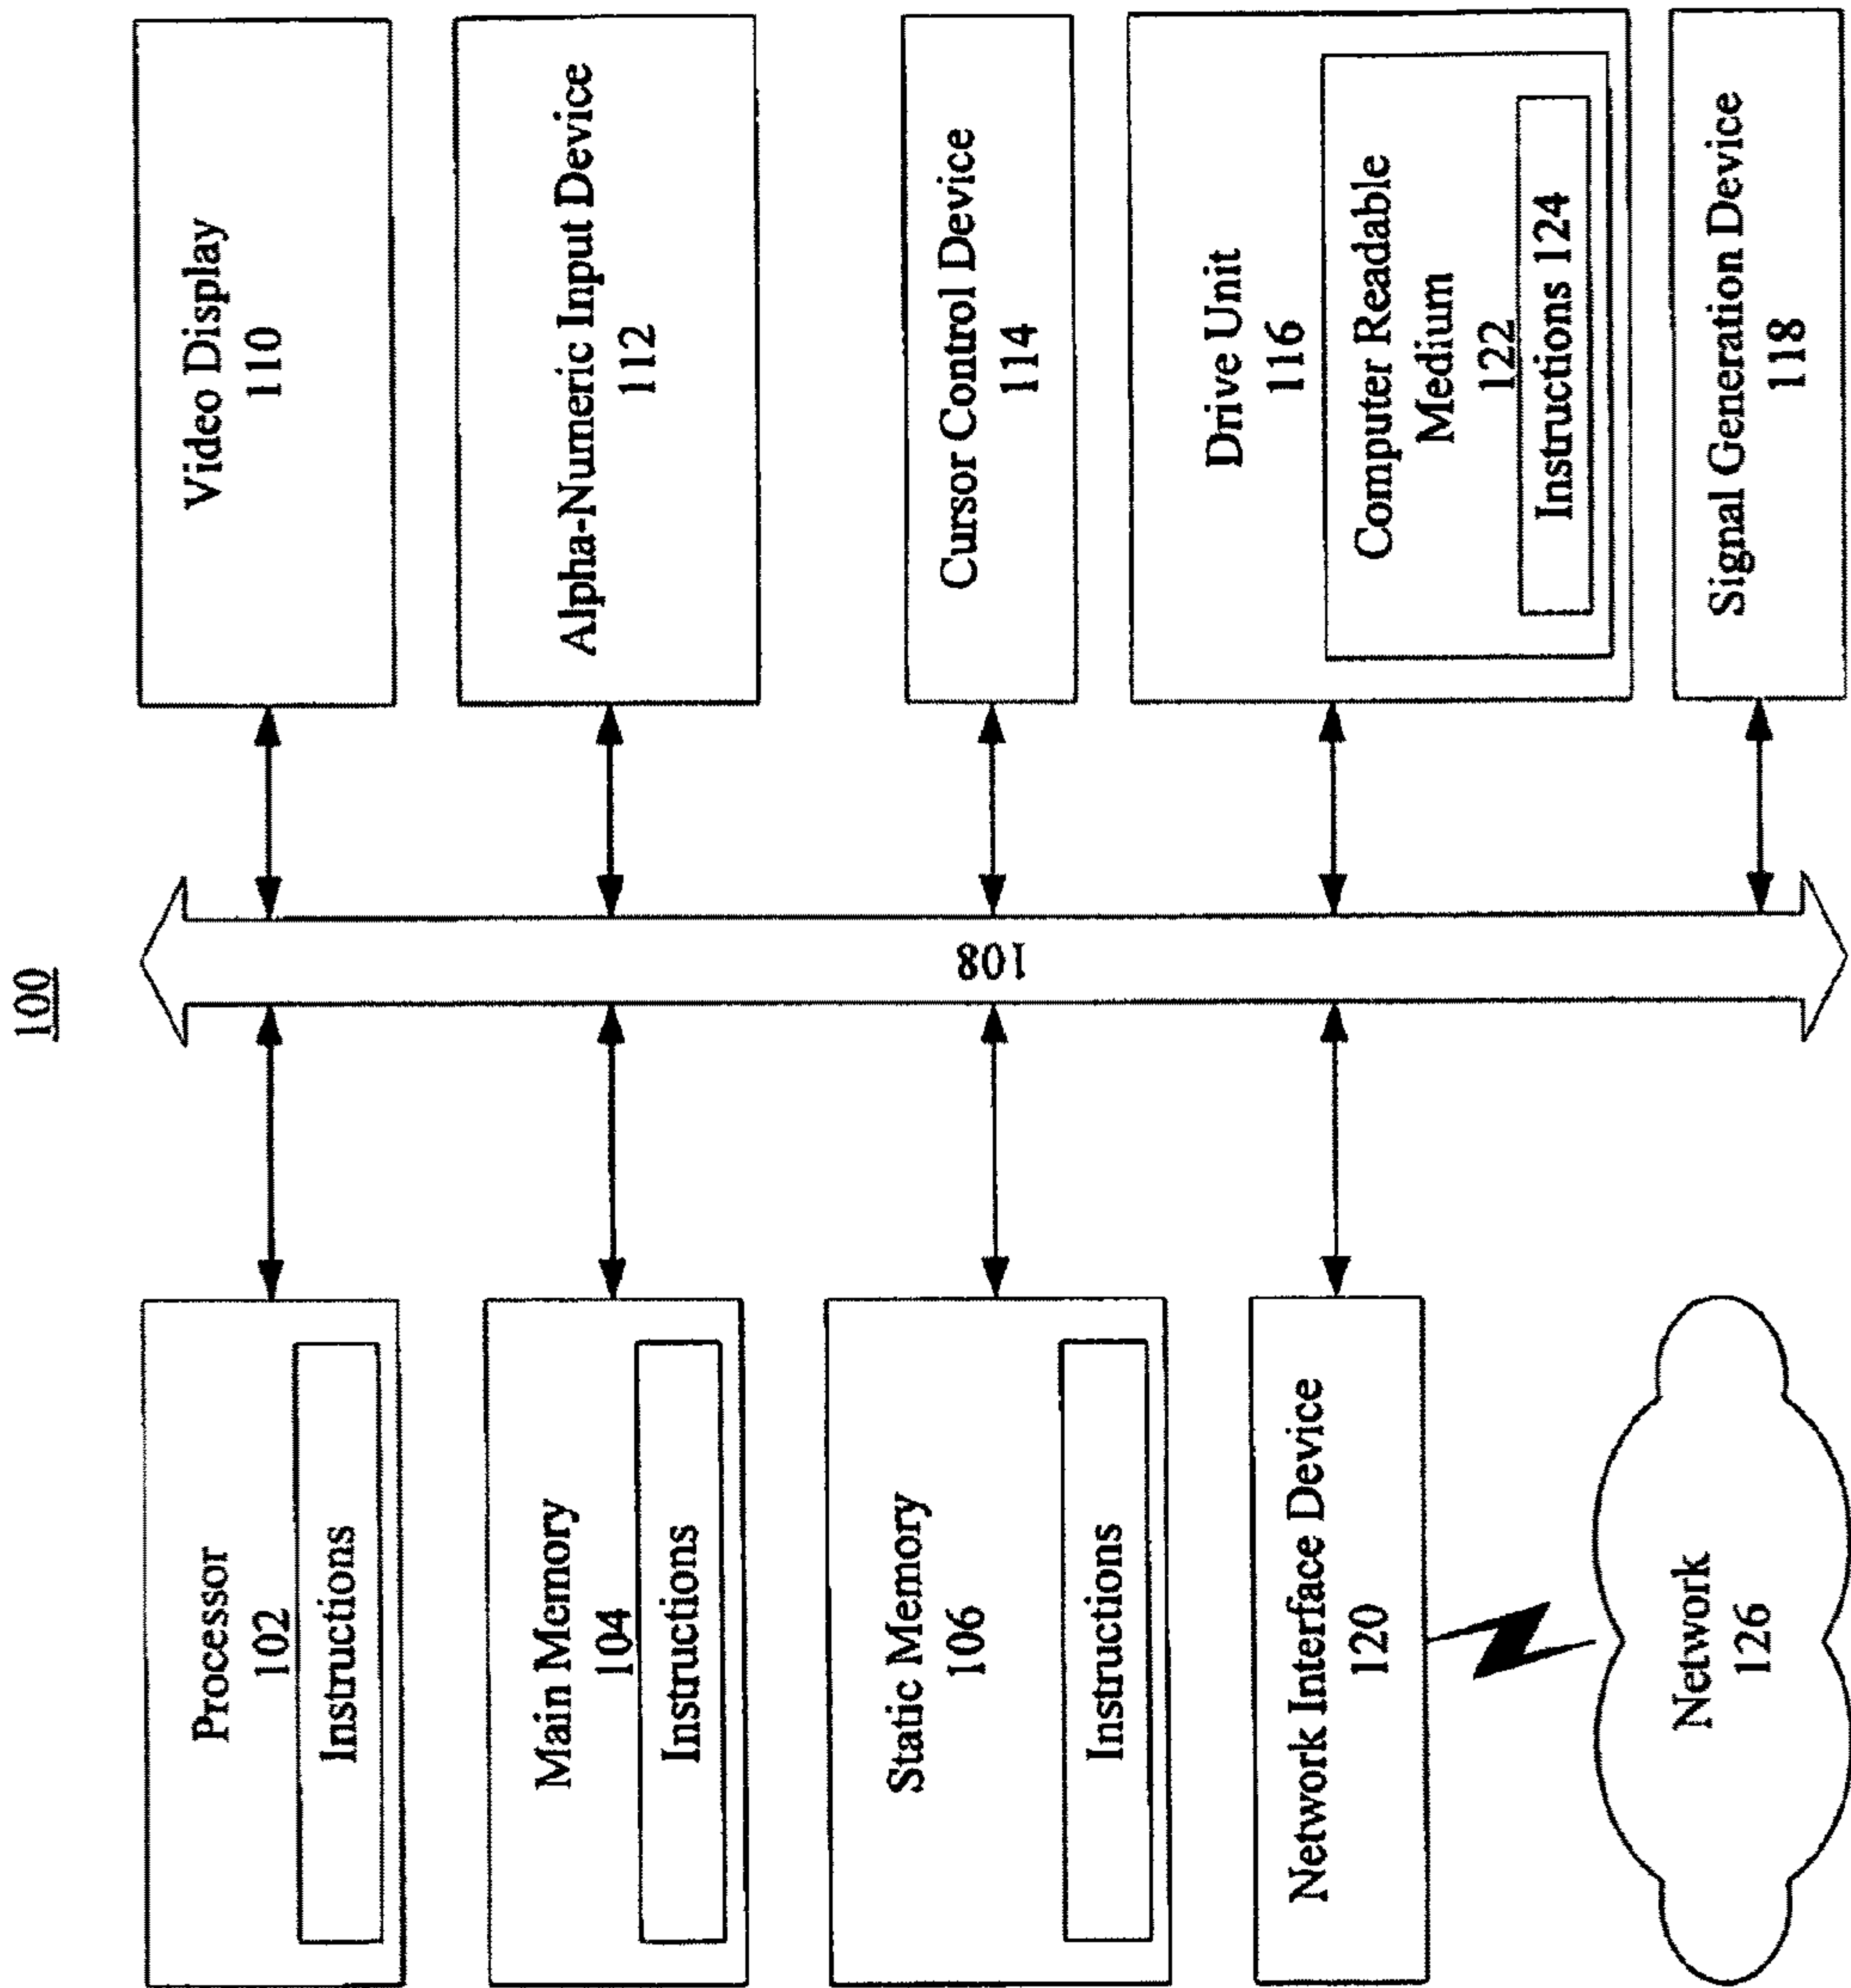 100
Processor
102
Instructions
Main Memory
104
Instructions
Static Memory
106
Instructions
Network Interface Device
120
Network
126
108
Video Display
110
Alpha-Numeric Input Device
112
Cursor Control Device
114
Drive Unit
116
Computer Readable
Medium
122
Instructions 124
Signal Generation Device
118